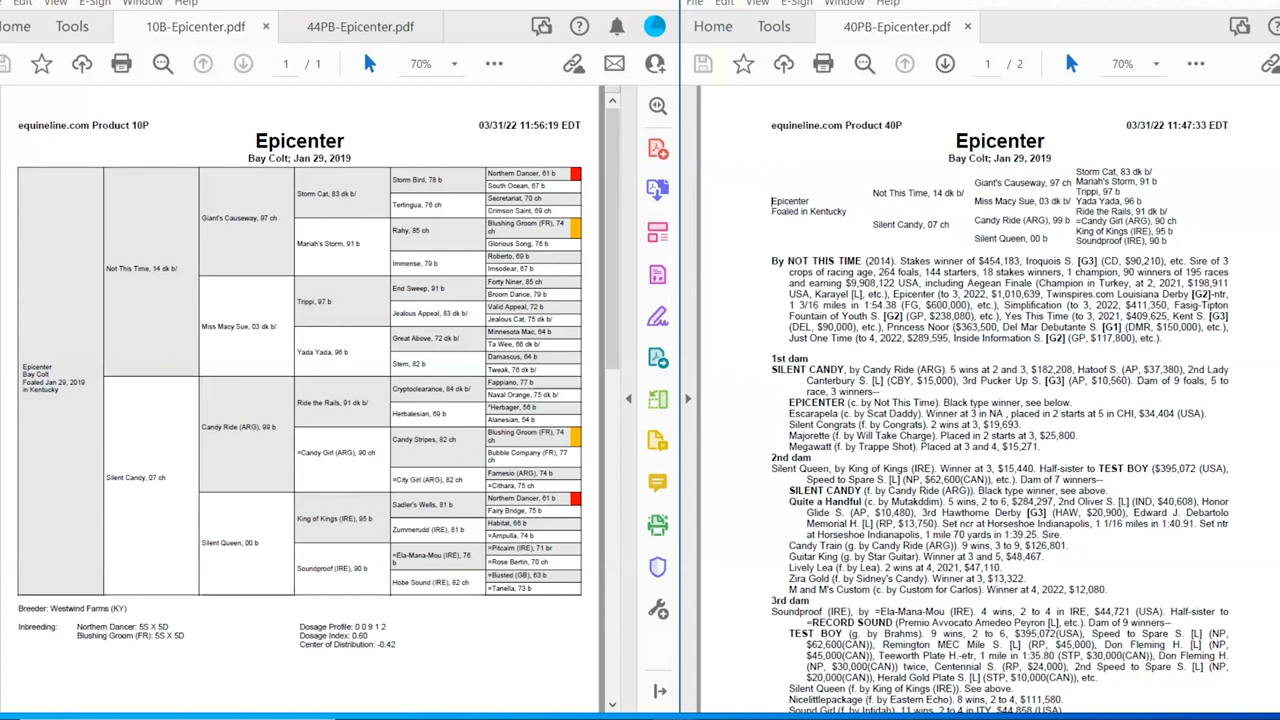 Edit View E-Sign Window Help
ome Tools 10B-Epicenter.pdf × 44PB-Epicenter.pdf
1 / 1 70%
equineline.com Product 10P 03/31/22 11:56:19 EDT
Epicenter
Bay Colt; Jan 29, 2019
Epicenter
Bay Colt
Foaled Jan 29, 2019
in Kentucky
Not This Time, 14 dk b/
Silent Candy, 07 ch
Giant's Causeway, 97 ch
Miss Macy Sue, 03 dk b/
Candy Ride (ARG), 99 b
Silent Queen, 00 b
Storm Cat, 83 dk b/
Mariah's Storm, 91 b
Trippi, 97 b
Yada Yada, 96 b
Ride the Rails, 91 dk b/
=Candy Girl (ARG), 90 ch
King of Kings (IRE), 95 b
Soundproof (IRE), 90 b
Storm Bird, 78 b
Terlingua, 76 ch
Rahy, 85 ch
Immense, 79 b
End Sweep, 91 b
Jealous Appeal, 83 dk b/
Great Above, 72 dk b/
Stem, 82 b
Cryptoclearance, 84 dk b/
Herbalesian, 69 b
Candy Stripes, 82 ch
=City Girl (ARG), 82 ch
Sadler's Wells, 81 b
Zummerudd (IRE), 81 b
=Ela-Mana-Mou (IRE), 76
b
Hobe Sound (IRE), 82 ch
Northern Dancer, 61 b
South Ocean, 67 b
Secretariat, 70 ch
Crimson Saint, 69 ch
Blushing Groom (FR), 74
ch
Glorious Song, 76 b
Roberto, 69 b
Imsodear, 67 b
Forty Niner, 85 ch
Broom Dance, 79 b
Valid Appeal, 72 b
Jealous Cat, 75 dk b/
Minnesota Mac, 64 b
Ta Wee, 66 dk b/
Damascus, 64 b
Tweak, 76 dk b/
Fappiano, 77 b
Naval Orange, 75 dk b/
*Herbager, 56 b
Alanesian, 54 b
Blushing Groom (FR), 74
ch
Bubble Company (FR), 77
ch
Farnesio (ARG), 74 b
=Cithara, 75 ch
Northern Dancer, 61 b
Fairy Bridge, 75 b
Habitat, 66 b
=Ampulla, 74 b
=Pitcairn (IRE), 71 br
=Rose Bertin, 70 ch
=Busted (GB), 63 b
=Tanella, 73 b
Breeder: Westwind Farms (KY)
Inbreeding: Northern Dancer: 5S X 5D
Blushing Groom (FR): 5S X 5D
Dosage Profile: 0 0 9 1 2
Dosage Index: 0.60
Center of Distribution: -0.42
File Edit View E-Sign Window Help
Home Tools 40PB-Epicenter.pdf ×
1 / 2 70%
equineline.com Product 40P 03/31/22 11:47:33 EDT
Epicenter
Bay Colt; Jan 29, 2019
Epicenter
Foaled in Kentucky
Not This Time, 14 dk b/
Silent Candy, 07 ch
Giant's Causeway, 97 ch
Miss Macy Sue, 03 dk b/
Candy Ride (ARG), 99 b
Silent Queen, 00 b
Storm Cat, 83 dk b/
Mariah's Storm, 91 b
Trippi, 97 b
Yada Yada, 96 b
Ride the Rails, 91 dk b/
=Candy Girl (ARG), 90 ch
King of Kings (IRE), 95 b
Soundproof (IRE), 90 b
By NOT THIS TIME (2014). Stakes winner of $454,183, Iroquois S. [G3] (CD, $90,210), etc. Sire of 3
crops of racing age, 264 foals, 144 starters, 18 stakes winners, 1 champion, 90 winners of 195 races
and earning $9,908,122 USA, including Aegean Finale (Champion in Turkey, at 2, 2021, $198,911
USA, Karayel [L], etc.), Epicenter (to 3, 2022, $1,010,639, Twinspires.com Louisiana Derby [G2]-ntr,
1 3/16 miles in 1:54.38 (FG, $600,000), etc.), Simplification (to 3, 2022, $411,350, Fasig-Tipton
Fountain of Youth S. [G2] (GP, $238,080), etc.), Yes This Time (to 3, 2021, $409,625, Kent S. [G3]
(DEL, $90,000), etc.), Princess Noor ($363,500, Del Mar Debutante S. [G1] (DMR, $150,000), etc.),
Just One Time (to 4, 2022, $289,595, Inside Information S. [G2] (GP, $117,800), etc.).
1st dam
SILENT CANDY, by Candy Ride (ARG). 5 wins at 2 and 3, $182,208, Hatoof S. (AP, $37,380), 2nd Lady
Canterbury S. [L] (CBY, $15,000), 3rd Pucker Up S. [G3] (AP, $10,560). Dam of 9 foals, 5 to
race, 3 winners--
EPICENTER (c. by Not This Time). Black type winner, see below.
Escarapela (c. by Scat Daddy). Winner at 3 in NA , placed in 2 starts at 5 in CHI, $34,404 (USA).
Silent Congrats (f. by Congrats). 2 wins at 3, $19,693.
Majorette (f. by Will Take Charge). Placed in 2 starts at 3, $25,800.
Megawatt (f. by Trappe Shot). Placed at 3 and 4, $15,271.
2nd dam
Silent Queen, by King of Kings (IRE). Winner at 3, $15,440. Half-sister to TEST BOY ($395,072 (USA),
Speed to Spare S. [L] (NP, $62,600(CAN)), etc.). Dam of 7 winners--
SILENT CANDY (f. by Candy Ride (ARG)). Black type winner, see above.
Quite a Handful (c. by Mutakddim). 5 wins, 2 to 6, $284,297, 2nd Oliver S. [L] (IND, $40,608), Honor
Glide S. (AP, $10,480), 3rd Hawthorne Derby [G3] (HAW, $20,900), Edward J. Debartolo
Memorial H. [L] (RP, $13,750). Set ncr at Horseshoe Indianapolis, 1 1/16 miles in 1:40.91. Set ntr
at Horseshoe Indianapolis, 1 mile 70 yards in 1:39.25. Sire.
Candy Train (g. by Candy Ride (ARG)). 9 wins, 3 to 9, $126,801.
Guitar King (g. by Star Guitar). Winner at 3 and 5, $48,467.
Lively Lea (f. by Lea). 2 wins at 4, 2021, $47,110.
Zira Gold (f. by Sidney's Candy). Winner at 3, $13,322.
M and M's Custom (c. by Custom for Carlos). Winner at 4, 2022, $12,080.
3rd dam
Soundproof (IRE), by =Ela-Mana-Mou (IRE). 4 wins, 2 to 4 in IRE, $44,721 (USA). Half-sister to
=RECORD SOUND (Premio Avvocato Amedeo Peyron [L], etc.). Dam of 9 winners--
TEST BOY (g. by Brahms). 9 wins, 2 to 6, $395,072(USA), Speed to Spare S. [L] (NP,
$62,600(CAN)), Remington MEC Mile S. [L] (RP, $45,000), Don Fleming H. [L] (NP,
$45,000(CAN)), Teeworth Plate H.-etr, 1 mile in 1:35.80 (STP, $30,000(CAN)), Don Fleming H.
(NP, $30,000(CAN)) twice, Centennial S. (RP, $24,000), 2nd Speed to Spare S. [L] (NP,
$20,000(CAN)), Herald Gold Plate S. [L] (STP, $10,000(CAN)), etc.
Silent Queen (f. by King of Kings (IRE)). See above.
Nicelittlepackage (f. by Eastern Echo). 8 wins, 2 to 4, $111,580.
Sound Girl (f. by Intidab). 11 wins, 2 to 4 in ITY, $44,858 (USA).